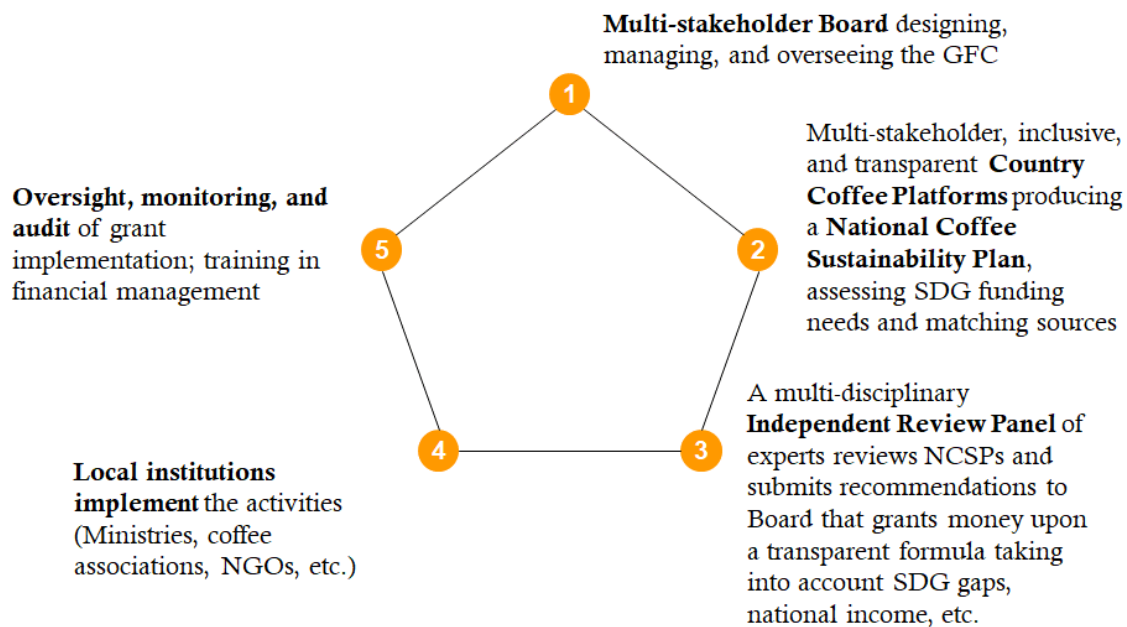 1
Multi-stakeholder Board designing,
managing, and overseeing the GFC
2
Multi-stakeholder, inclusive,
and transparent Country
Coffee Platforms producing
a National Coffee
Sustainability Plan,
assessing SDG funding
needs and matching sources
3
A multi-disciplinary
Independent Review Panel of
experts reviews NCSPs and
submits recommendations to
Board that grants money upon
a transparent formula taking
into account SDG gaps,
national income, etc.
4
Local institutions
implement the activities
(Ministries, coffee
associations, NGOs, etc.)
5
Oversight, monitoring, and
audit of grant
implementation; training in
financial management